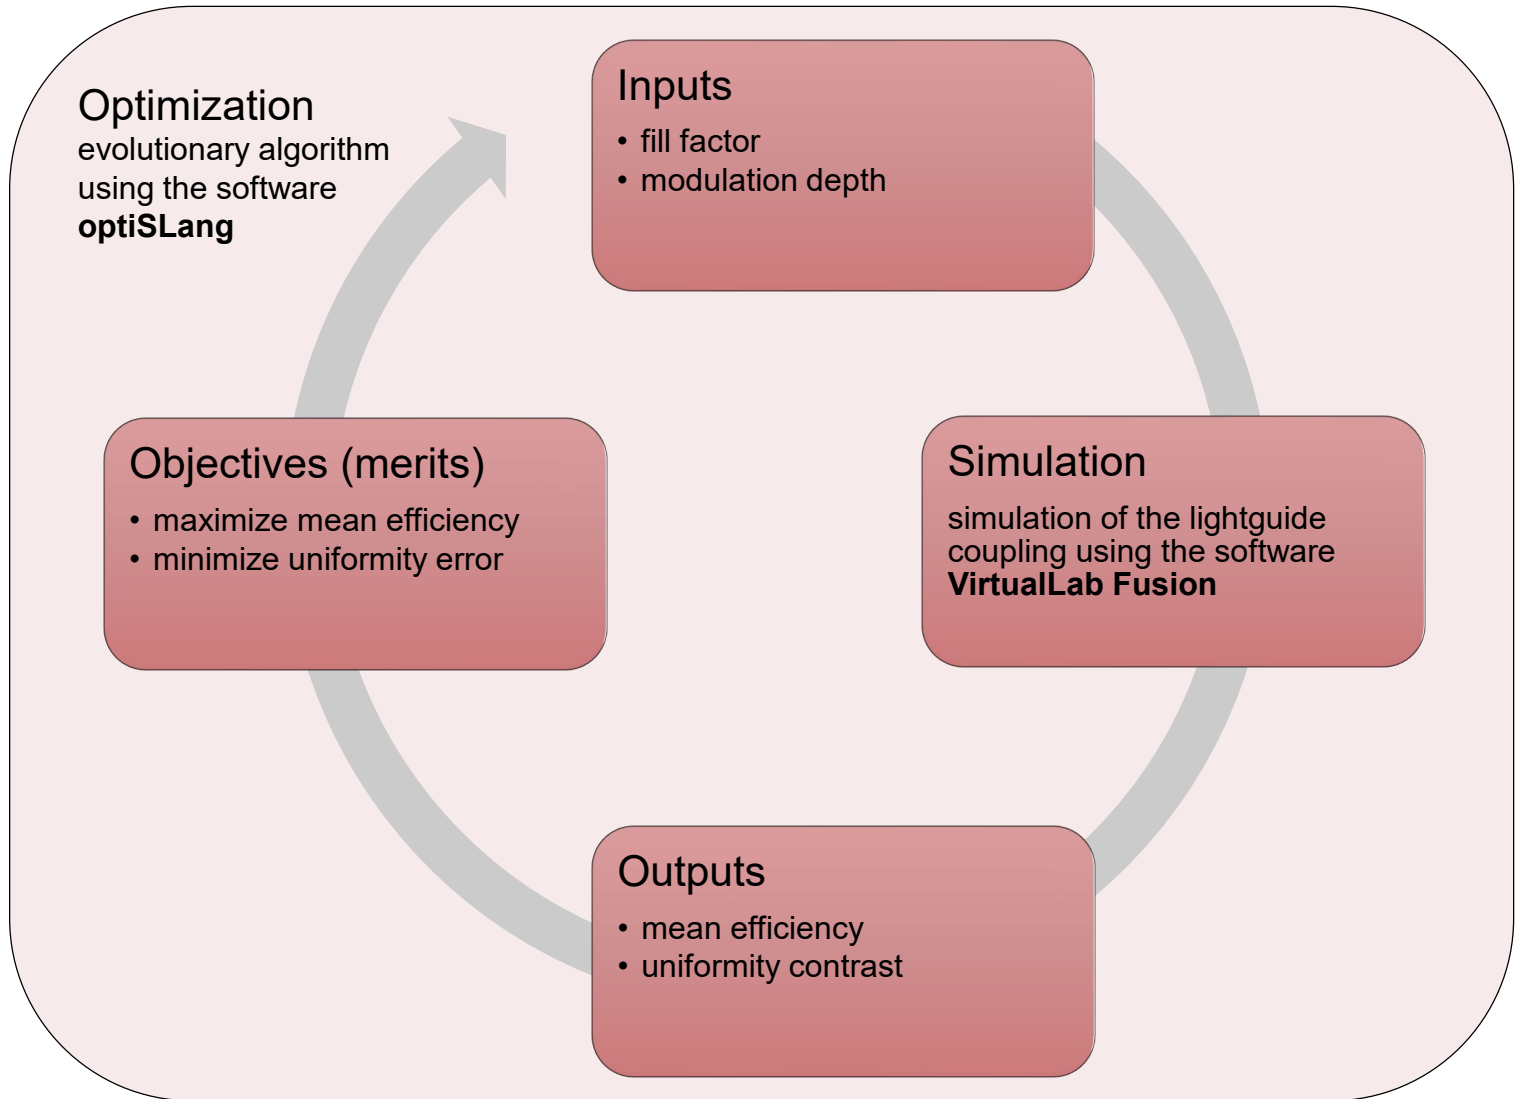 Optimization
evolutionary algorithm
using the software
optiSLang
Inputs
• fill factor
• modulation depth
Simulation
simulation of the lightguide
coupling using the software
VirtualLab Fusion
Outputs
• mean efficiency
• uniformity contrast
Objectives (merits)
• maximize mean efficiency
• minimize uniformity error